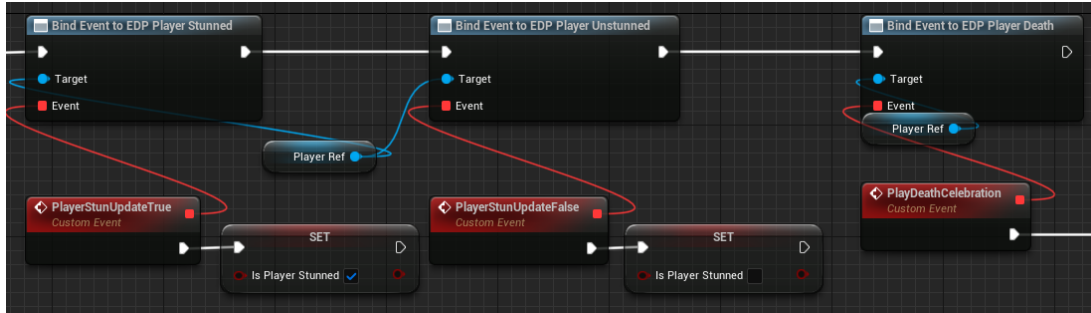 Bind Event to EDP Player Stunned
Target
Event
Bind Event to EDP Player Unstunned
Target
Event
Bind Event to EDP Player Death
Target
Event
Player Ref
Player Ref
PlayerStunUpdateTrue
Custom Event
SET
Is Player Stunned
PlayerStunUpdateFalse
Custom Event
SET
Is Player Stunned
PlayDeathCelebration
Custom Event